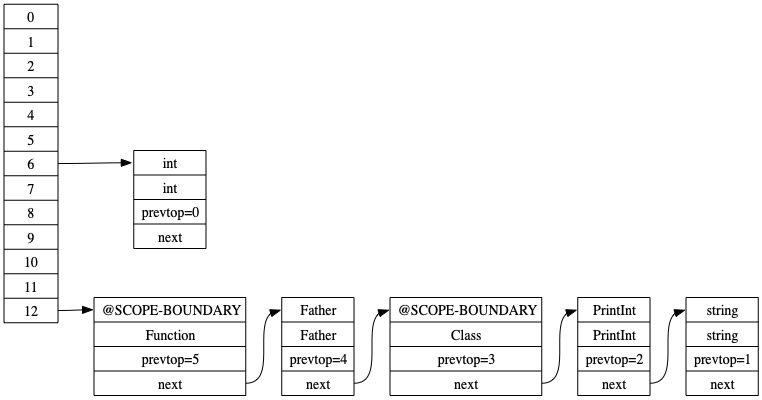 0
1
2
3
4
5
6
7
8
9
10
11
12
int
int
prevtop=0
next
@SCOPE-BOUNDARY
Function
prevtop=5
next
Father
Father
prevtop=4
next
@SCOPE-BOUNDARY
Class
prevtop=3
next
PrintInt
PrintInt
prevtop=2
next
string
string
prevtop=1
next